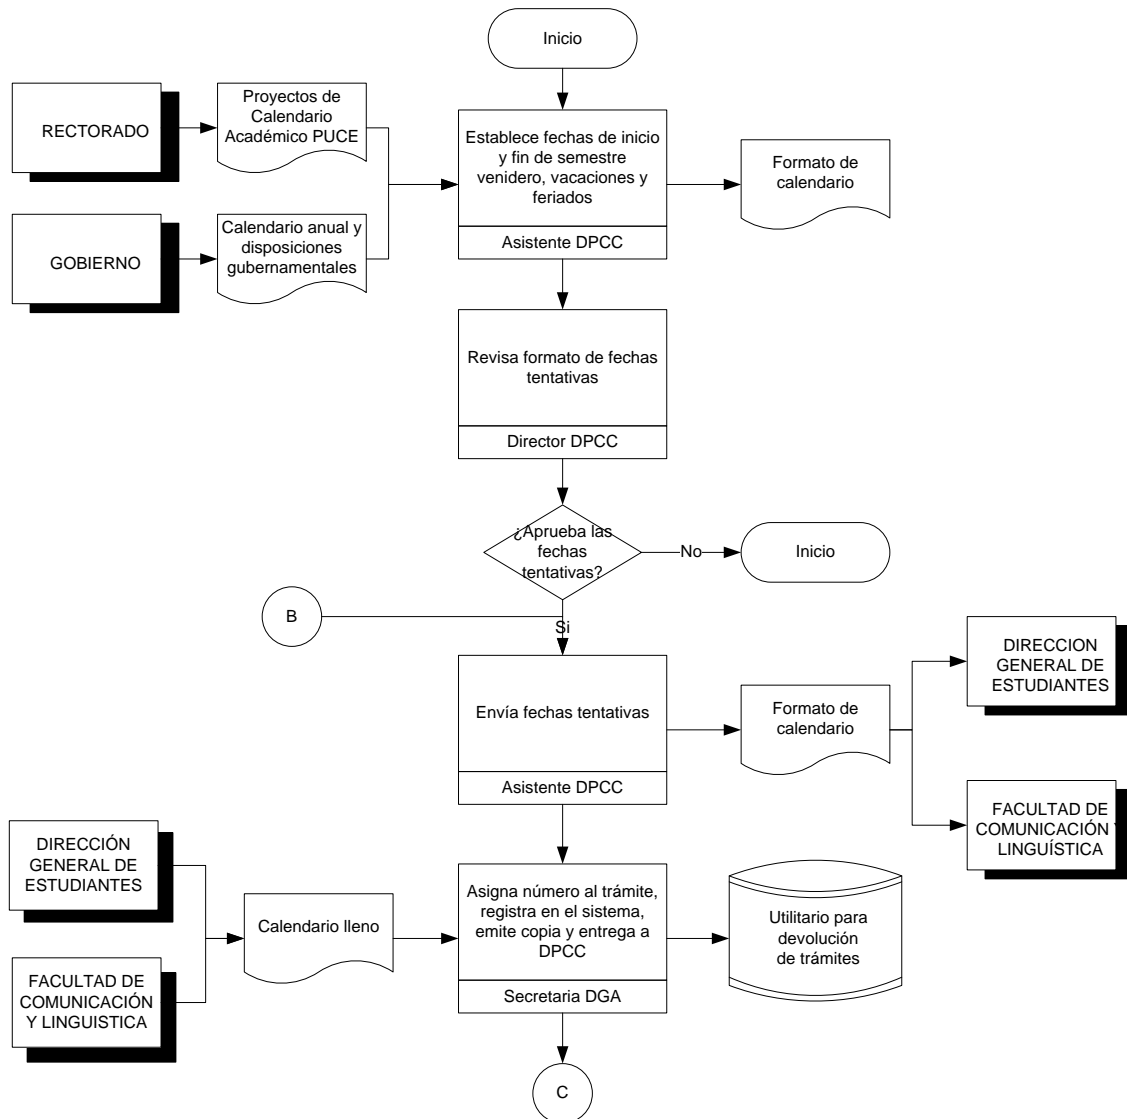 Inicio
RECTORADO
Proyectos de
Calendario
Académico PUCE
Establece fechas de inicio
y fin de semestre
venidero, vacaciones y
feriados
Asistente DPCC
Formato de
calendario
GOBIERNO
Calendario anual y
disposiciones
gubernamentales
Revisa formato de fechas
tentativas
Director DPCC
¿Aprueba las
fechas
tentativas?
No
Inicio
B
Si
Envía fechas tentativas
Asistente DPCC
Formato de
calendario
DIRECCION
GENERAL DE
ESTUDIANTES
FACULTAD DE
COMUNICACIÓN Y
LINGUÍSTICA
DIRECCIÓN
GENERAL DE
ESTUDIANTES
FACULTAD DE
COMUNICACIÓN
Y LINGUISTICA
Calendario lleno
Asigna número al trámite,
registra en el sistema,
emite copia y entrega a
DPCC
Secretaria DGA
Utilitario para
devolución
de trámites
C